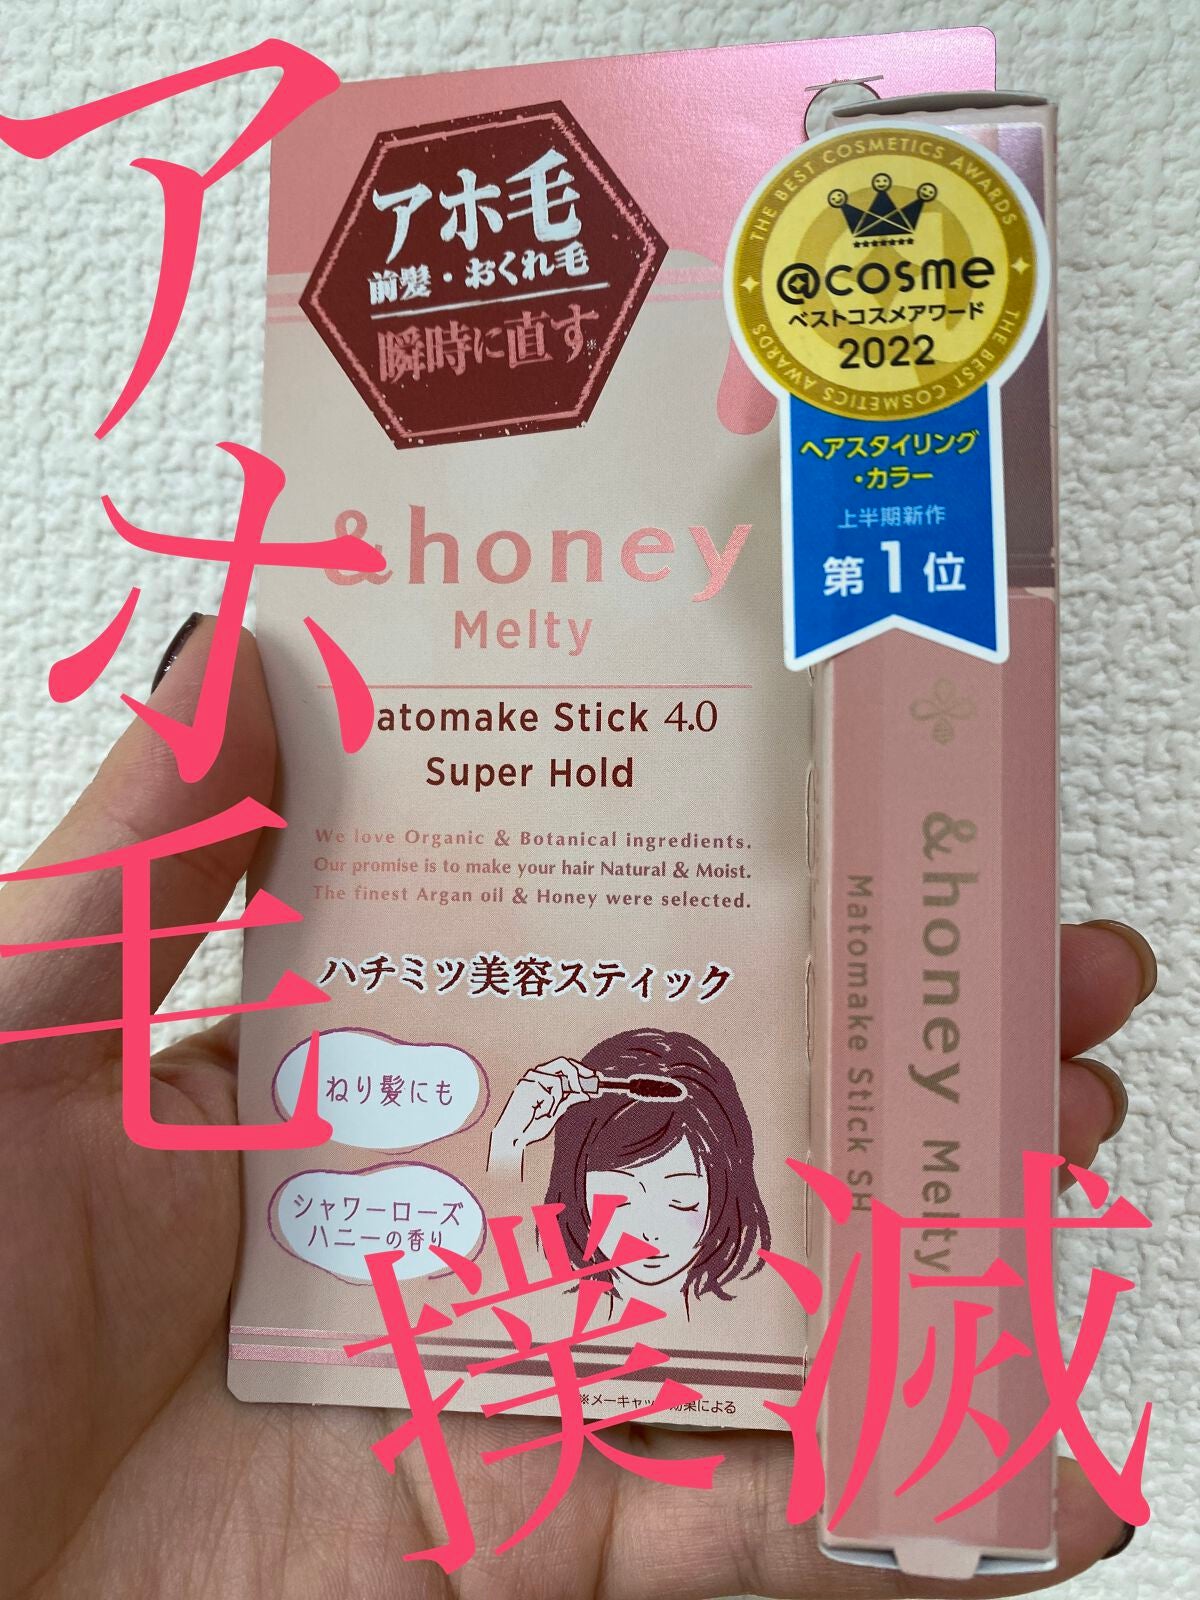 アホ毛
撲滅
アホ毛
前髪・おくれ毛
瞬時に直す※
&honey
Melty
atomake Stick 4.0
Super Hold
We love Organic & Botanical ingredients.
Our promise is to make your hair Natural & Moist.
The finest Argan oil & Honey were selected.
ハチミツ美容スティック
ねり髪にも
シャワーローズ
ハニーの香り
※メーキャップ効果による
THE BEST COSMETICS AWARDS
@cosme
ベストコスメアワード
2022
THE BEST COSMETICS AWARDS
ヘアスタイリング
・カラー
上半期新作
第1位
&honey Melty
Matomake Stick SH